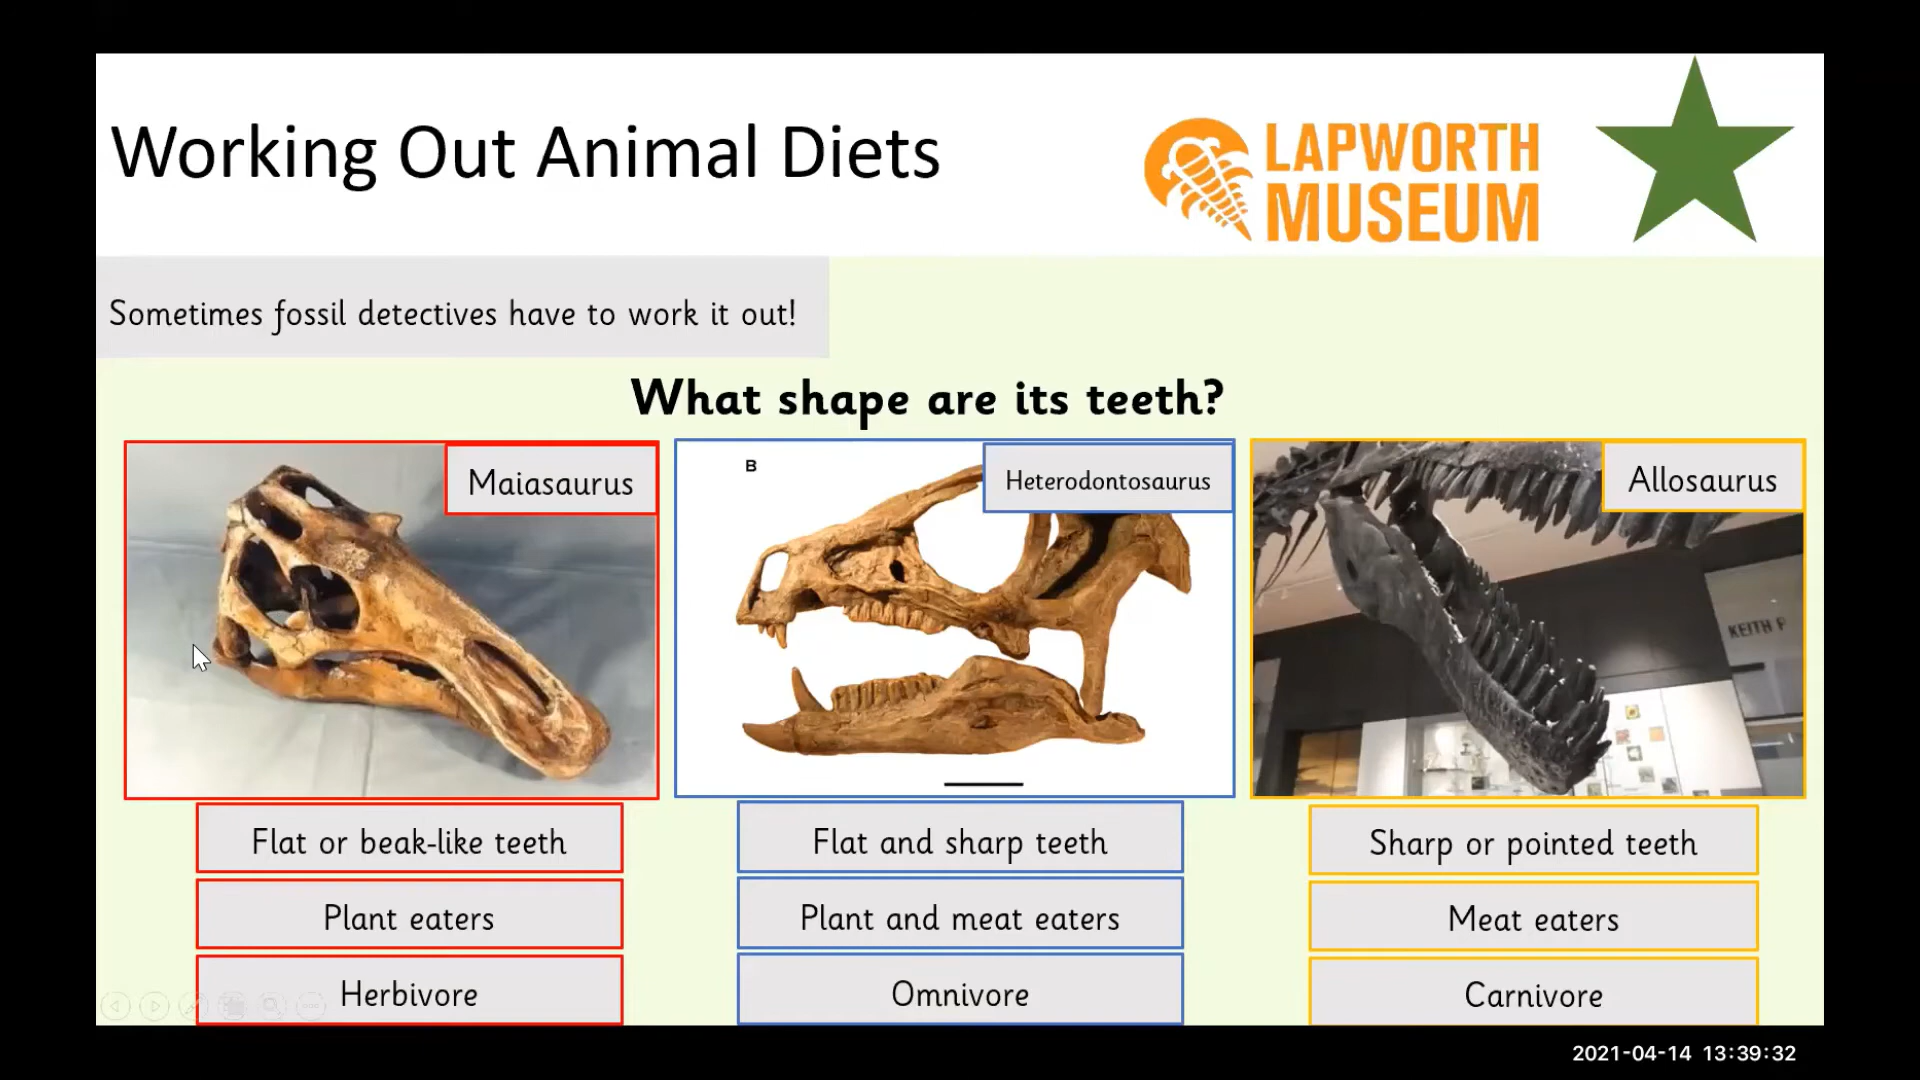 Working Out Animal Diets
LAPWORTH
MUSEUM
Sometimes fossil detectives have to work it out!
What shape are its teeth?
Maiasaurus
B
Heterodontosaurus
Allosaurus
KEITH P
Flat or beak-like teeth
Flat and sharp teeth
Sharp or pointed teeth
Plant eaters
Plant and meat eaters
Meat eaters
Herbivore
Omnivore
Carnivore
2021-04-14 13:39:32